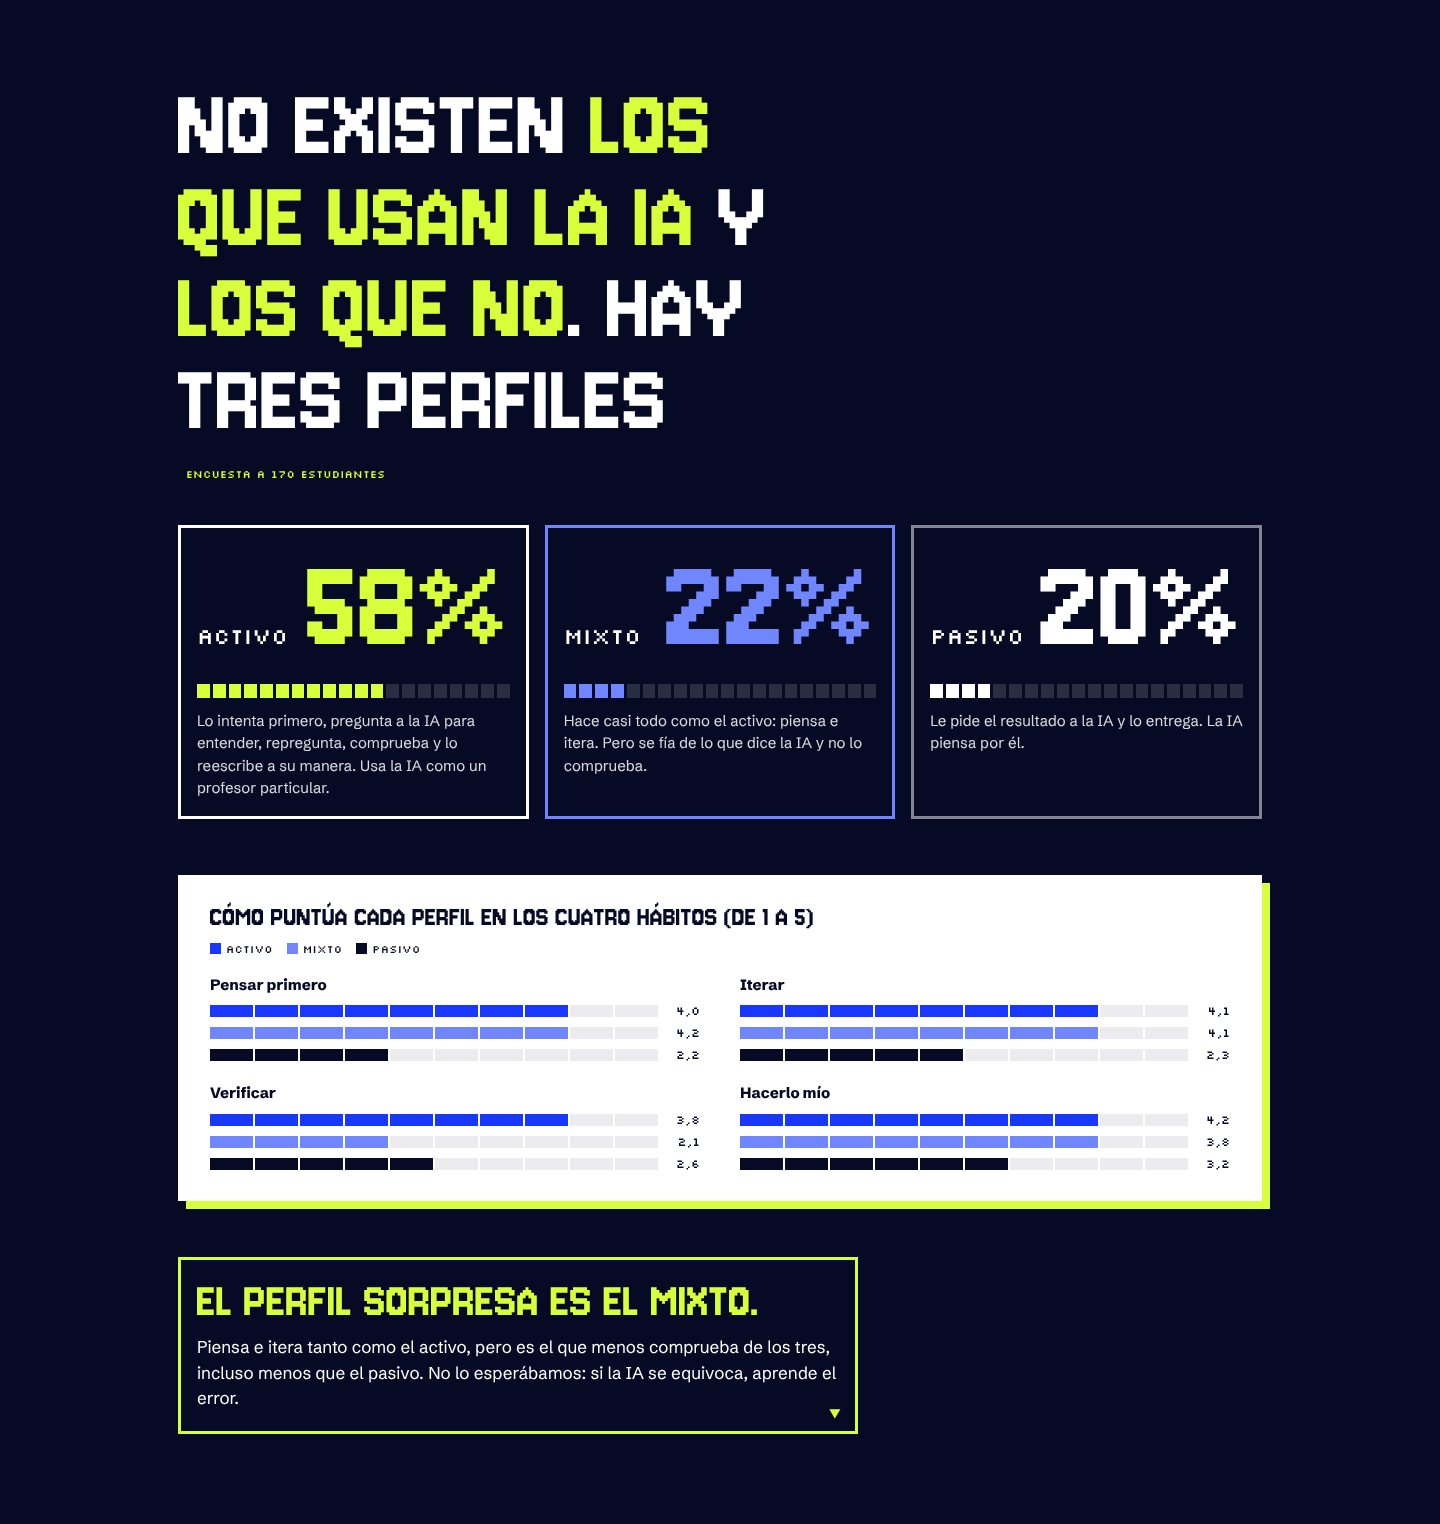 NO EXISTEN LOS
QUE USAN LA IA Y
LOS QUE NO. HAY
TRES PERFILES
ENCUESTA A 170 ESTUDIANTES
ACTIVO 58%
Lo intenta primero, pregunta a la IA para
entender, repregunta, comprueba y lo
reescribe a su manera. Usa la IA como un
profesor particular.
MIXTO 22%
Hace casi todo como el activo: piensa e
itera. Pero se fía de lo que dice la IA y no lo
comprueba.
PASIVO 20%
Le pide el resultado a la IA y lo entrega. La IA
piensa por él.
CÓMO PUNTÚA CADA PERFIL EN LOS CUATRO HÁBITOS (DE 1 A 5)
ACTIVO MIXTO PASIVO
Pensar primero
4,0
4,2
2,2
Iterar
4,1
4,1
2,3
Verificar
3,8
2,1
2,6
Hacerlo mío
4,2
3,8
3,2
EL PERFIL SORPRESA ES EL MIXTO.
Piensa e itera tanto como el activo, pero es el que menos comprueba de los tres,
incluso menos que el pasivo. No lo esperábamos: si la IA se equivoca, aprende el
error.